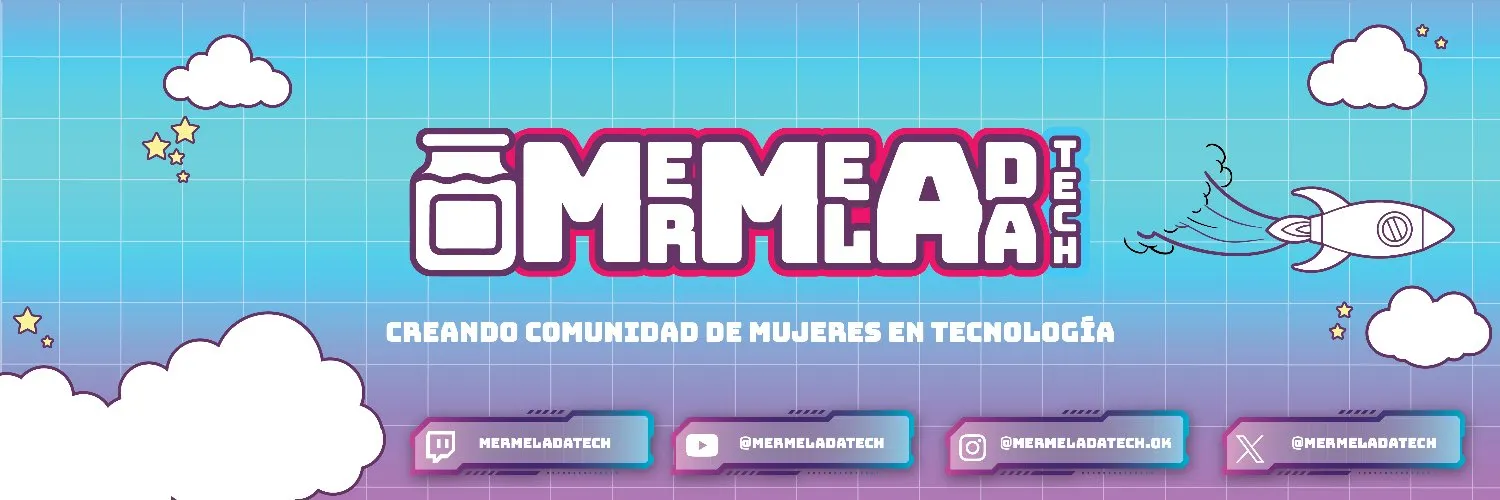 MERMELADA TECH
CREANDO COMUNIDAD DE MUJERES EN TECNOLOGÍA
MERMELADATECH
@MERMELADATECH
@MERMELADATECH.OK
@MERMELADATECH